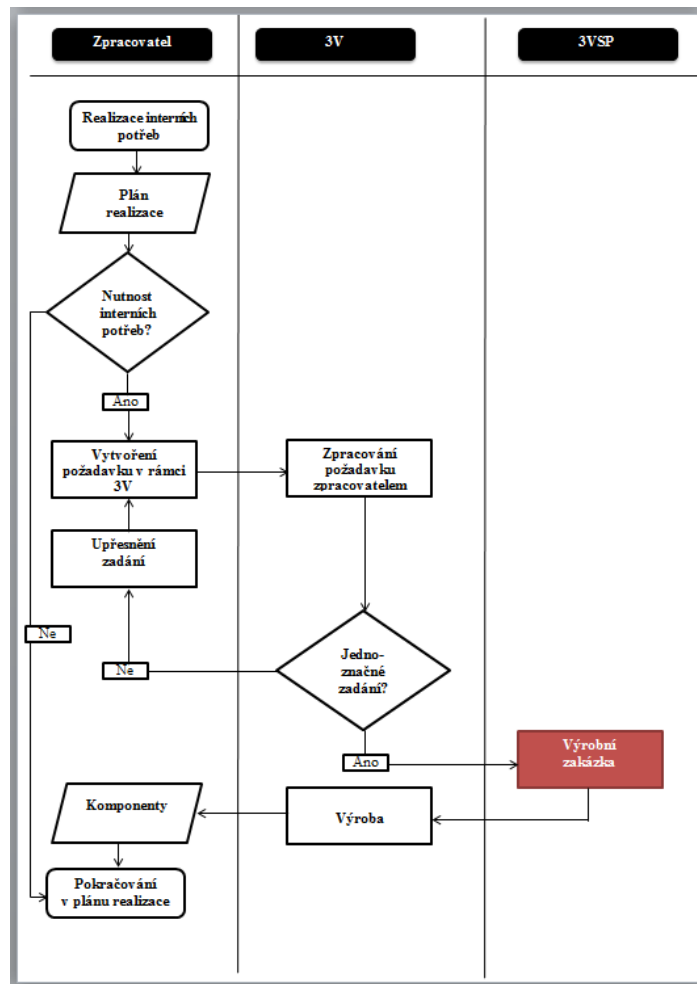 Zpracovatel
3V
3VSP
Realizace interních
potřeb
Plán
realizace
Nutnost
interních
potřeb?
Ano
Vytvoření
požadavku v rámci
3V
Zpracování
požadavku
zpracovatelem
Upřesnění
zadání
Ne
Ne
Jedno-
značné
zadání?
Ano
Výrobní
zakázka
Komponenty
Výroba
Pokračování
v plánu realizace